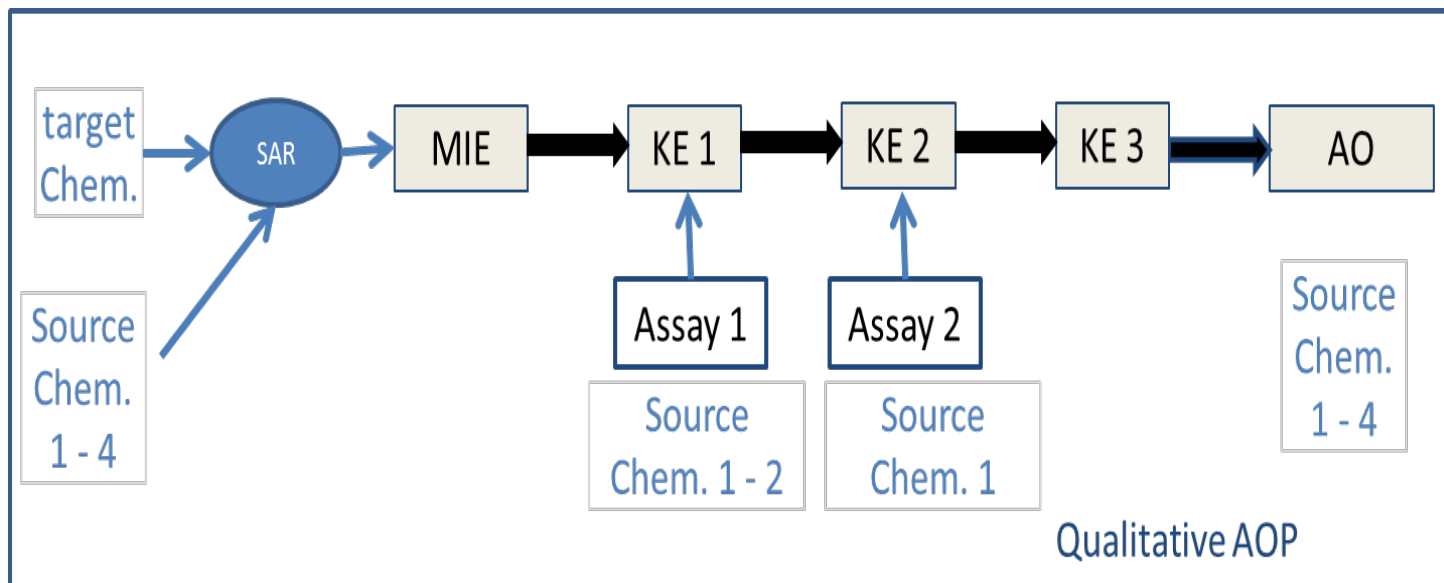 target
Chem.
SAR
MIE
KE 1
KE 2
KE 3
AO
Source
Chem.
1 - 4
Assay 1
Assay 2
Source
Chem. 1 - 2
Source
Chem. 1
Source
Chem.
1 - 4
Qualitative AOP